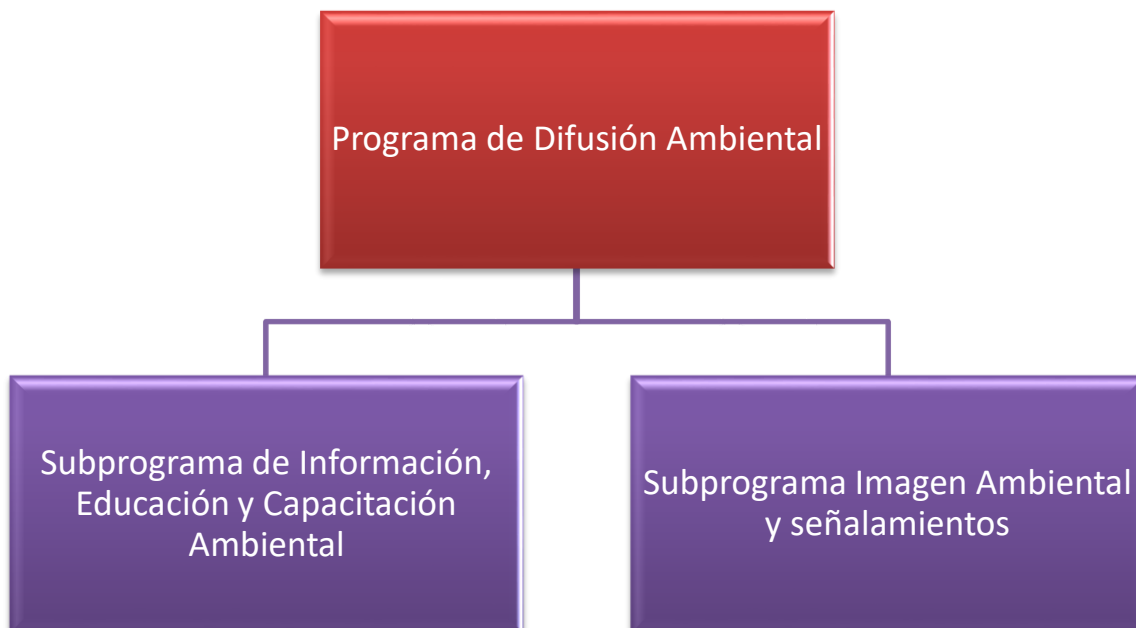 Programa de Difusión Ambiental
Subprograma de Información,
Educación y Capacitación
Ambiental
Subprograma Imagen Ambiental
y señalamientos